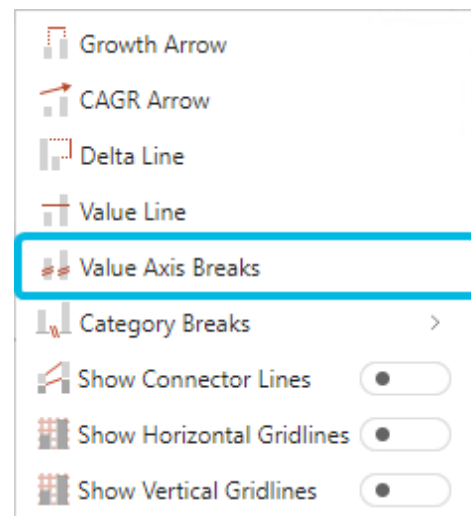 Growth Arrow
CAGR Arrow
Delta Line
Value Line
Value Axis Breaks
Category Breaks
Show Connector Lines
Show Horizontal Gridlines
Show Vertical Gridlines